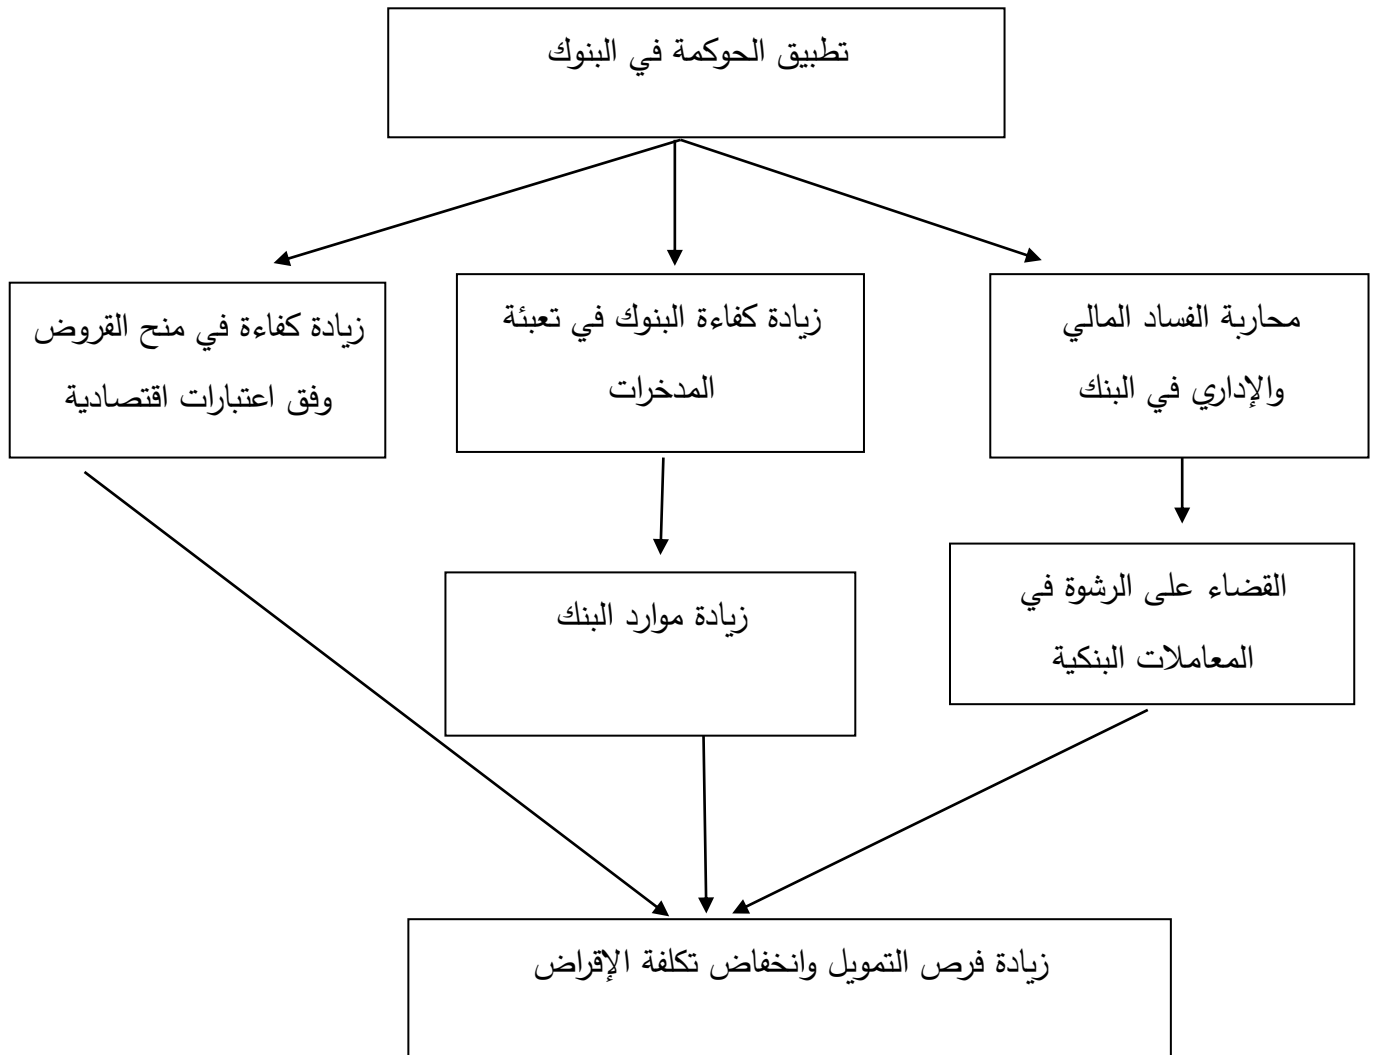 تطبيق الحوكمة في البنوك
محاربة الفساد المالي
والإداري في البنك
زيادة كفاءة البنوك في تعبئة
المدخرات
زيادة كفاءة في منح القروض
وفق اعتبارات اقتصادية
القضاء على الرشوة في
المعاملات البنكية
زيادة موارد البنك
زيادة فرص التمويل وانخفاض تكلفة الإقراض